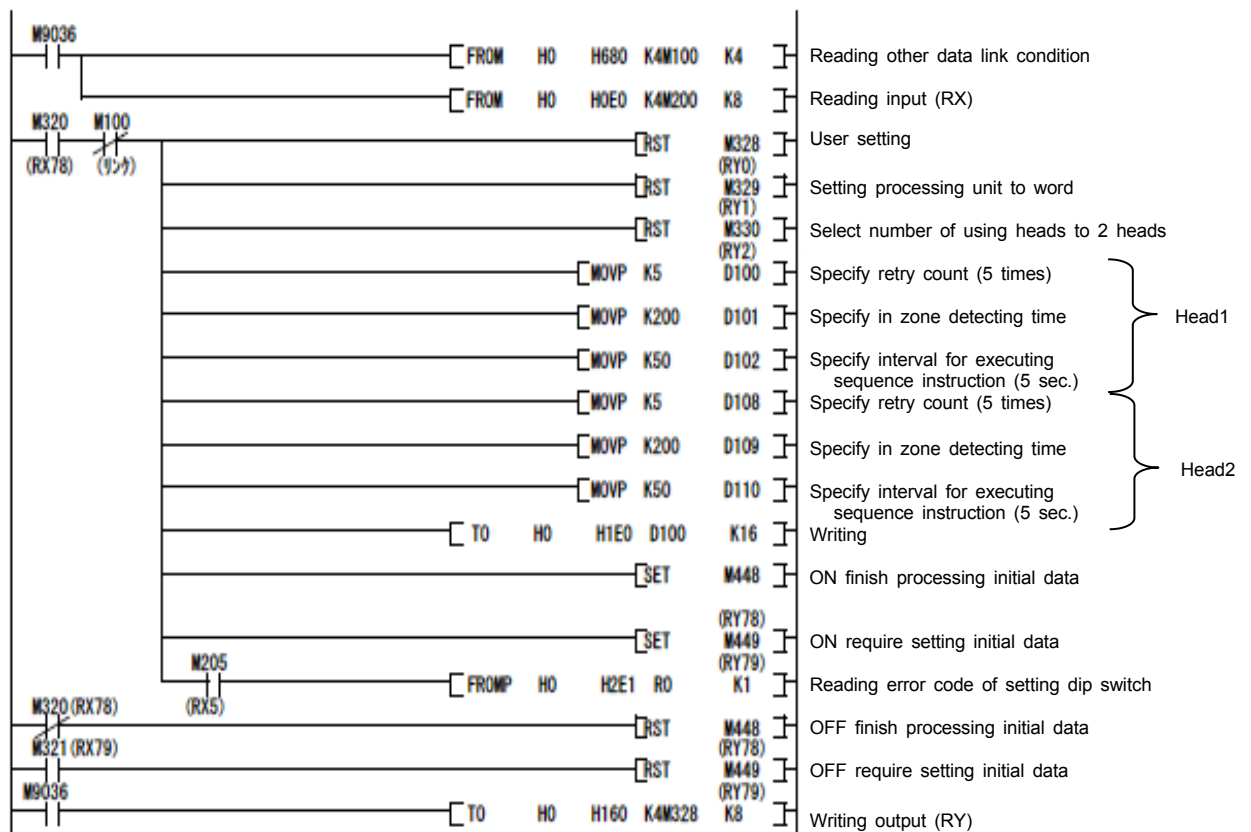 M9036
FROM H0 H680 K4M100 K4 Reading other data link condition
FROM H0 H0E0 K4M200 K8 Reading input (RX)
M320 M100
RST M328 User setting
(RX78) (リンク) (RY0)
RST M329 Setting processing unit to word
(RY1)
RST M330 Select number of using heads to 2 heads
(RY2)
MOVP K5 D100 Specify retry count (5 times)
MOVP K200 D101 Specify in zone detecting time Head1
MOVP K50 D102 Specify interval for executing
sequence instruction (5 sec.)
MOVP K5 D108 Specify retry count (5 times)
MOVP K200 D109 Specify in zone detecting time
Head2
MOVP K50 D110 Specify interval for executing
sequence instruction (5 sec.)
TO H0 H1E0 D100 K16 Writing
SET M448 ON finish processing initial data
(RY78)
SET M449 ON require setting initial data
M205 (RY79)
FROMP H0 H2E1 R0 K1 Reading error code of setting dip switch
M320 (RX78) (RX5)
RST M448 OFF finish processing initial data
M321 (RX79) (RY78)
RST M449 OFF require setting initial data
M9036 (RY79)
TO H0 H160 K4M328 K8 Writing output (RY)